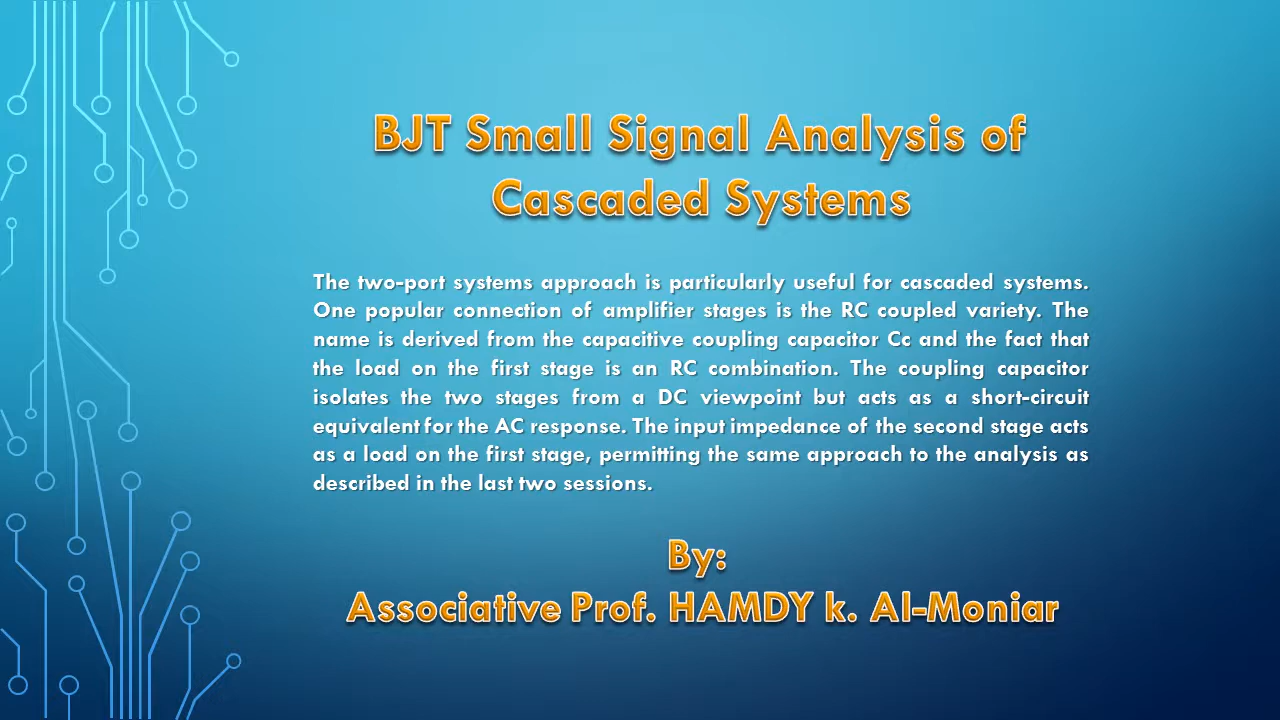 BJT Small Signal Analysis of
Cascaded Systems
The two-port systems approach is particularly useful for cascaded systems.
One popular connection of amplifier stages is the RC coupled variety. The
name is derived from the capacitive coupling capacitor Cc and the fact that
the load on the first stage is an RC combination. The coupling capacitor
isolates the two stages from a DC viewpoint but acts as a short-circuit
equivalent for the AC response. The input impedance of the second stage acts
as a load on the first stage, permitting the same approach to the analysis as
described in the last two sessions.
By:
Associative Prof. HAMDY k. Al-Moniar